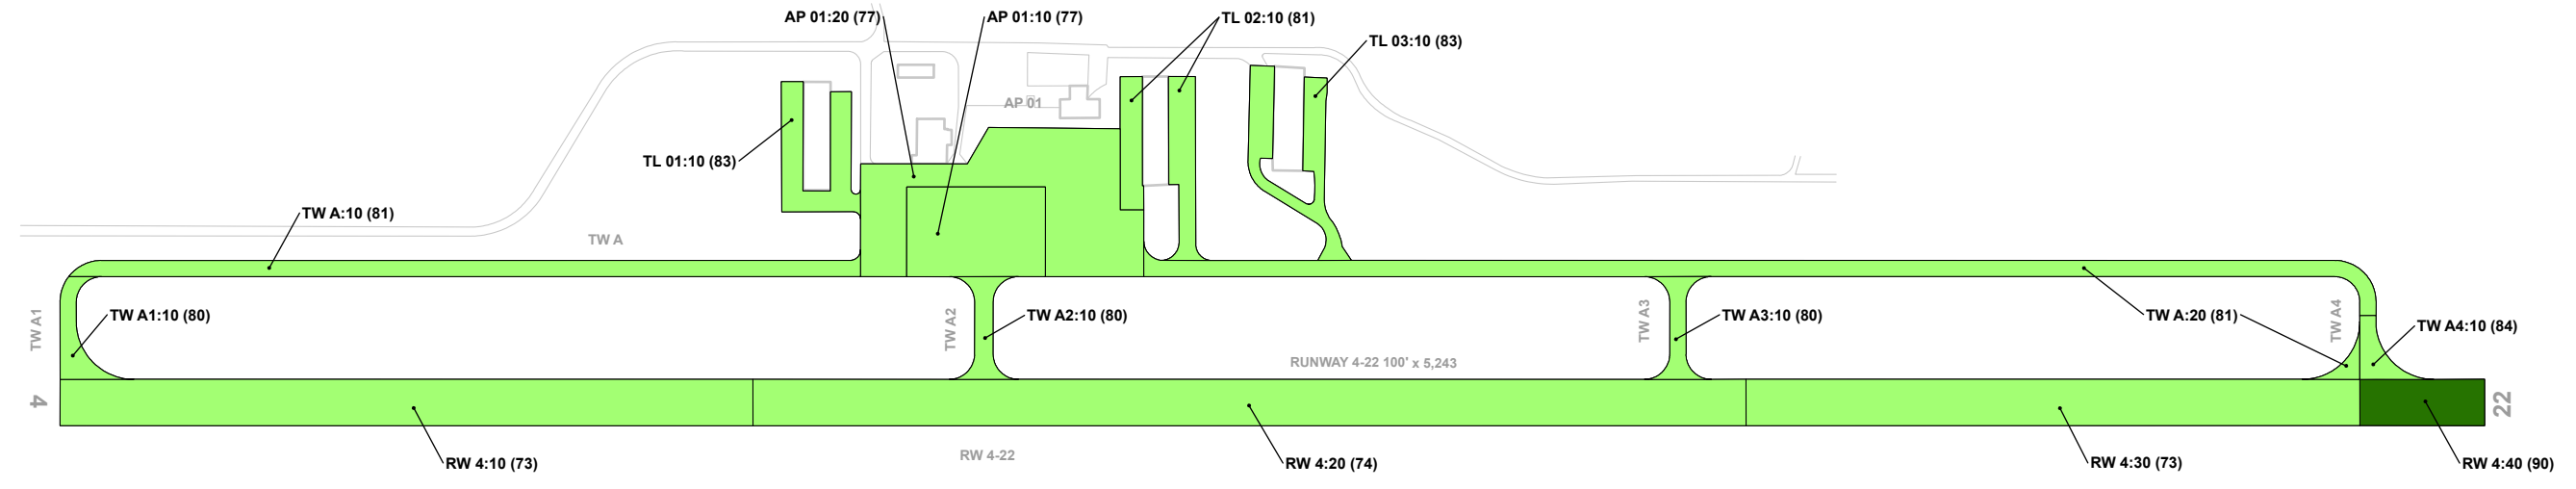 AP 01:20 (77)
AP 01:10 (77)
TL 02:10 (81)
TL 03:10 (83)
AP 01
TL 01:10 (83)
TW A:10 (81)
TW A
TW A1
TW A1:10 (80)
TW A2
TW A2:10 (80)
TW A3
TW A3:10 (80)
TW A:20 (81)
TW A4
TW A4:10 (84)
RUNWAY 4-22 100' x 5,243
4
22
RW 4:10 (73)
RW 4-22
RW 4:20 (74)
RW 4:30 (73)
RW 4:40 (90)